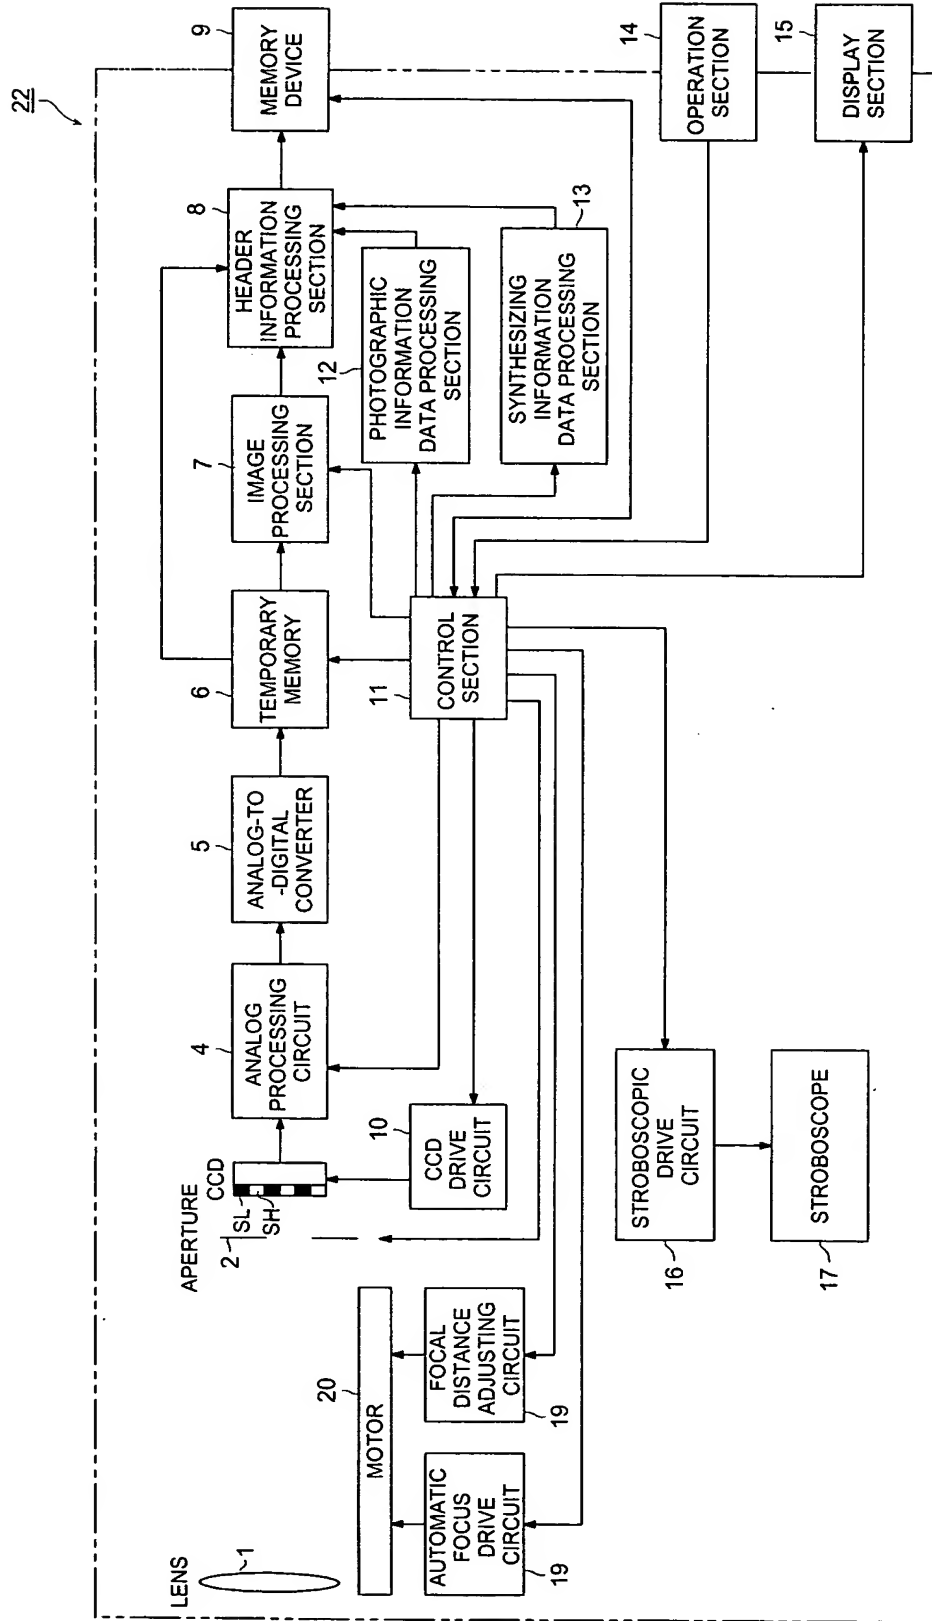 22
LENS
1
APERTURE
2
CCD
SL
SH
4
ANALOG
PROCESSING
CIRCUIT
5
ANALOG-TO
-DIGITAL
CONVERTER
6
TEMPORARY
MEMORY
7
IMAGE
PROCESSING
SECTION
8
HEADER
INFORMATION
PROCESSING
SECTION
9
MEMORY
DEVICE
20
MOTOR
10
CCD
DRIVE
CIRCUIT
11
CONTROL
SECTION
12
PHOTOGRAPHIC
INFORMATION
DATA PROCESSING
SECTION
13
SYNTHESIZING
INFORMATION
DATA PROCESSING
SECTION
AUTOMATIC
FOCUS
DRIVE
CIRCUIT
19
FOCAL
DISTANCE
ADJUSTING
CIRCUIT
19
STROBOSCOPIC
DRIVE
CIRCUIT
16
STROBOSCOPE
17
14
OPERATION
SECTION
15
DISPLAY
SECTION